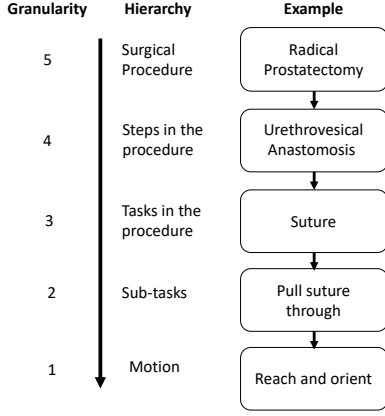 Granularity Hierarchy Example
5 Surgical Procedure Radical Prostatectomy
4 Steps in the procedure Urethrovesical Anastomosis
3 Tasks in the procedure Suture
2 Sub-tasks Pull suture through
1 Motion Reach and orient